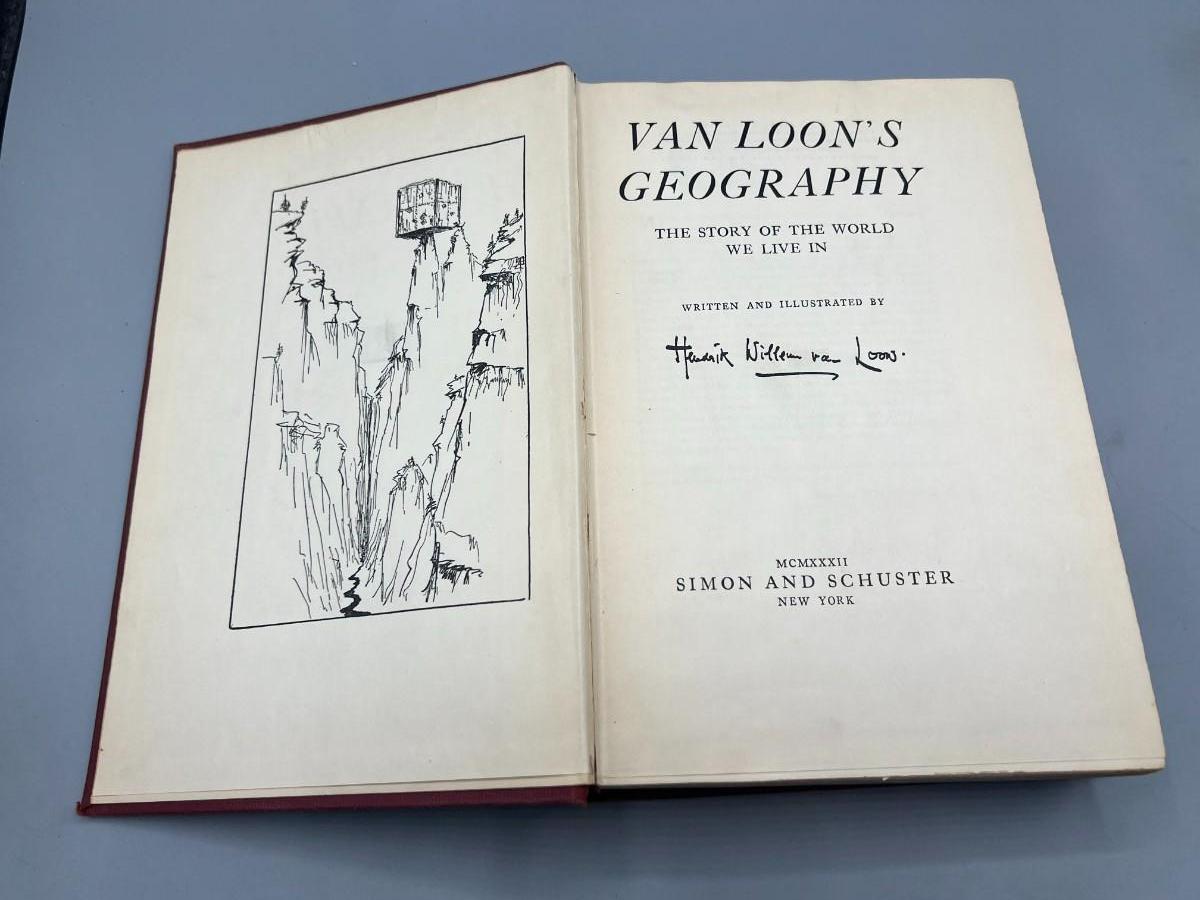 VAN LOON'S
GEOGRAPHY
THE STORY OF THE WORLD
WE LIVE IN
WRITTEN AND ILLUSTRATED BY
Hendrik Willem van Loon.
MCMXXXII
SIMON AND SCHUSTER
NEW YORK